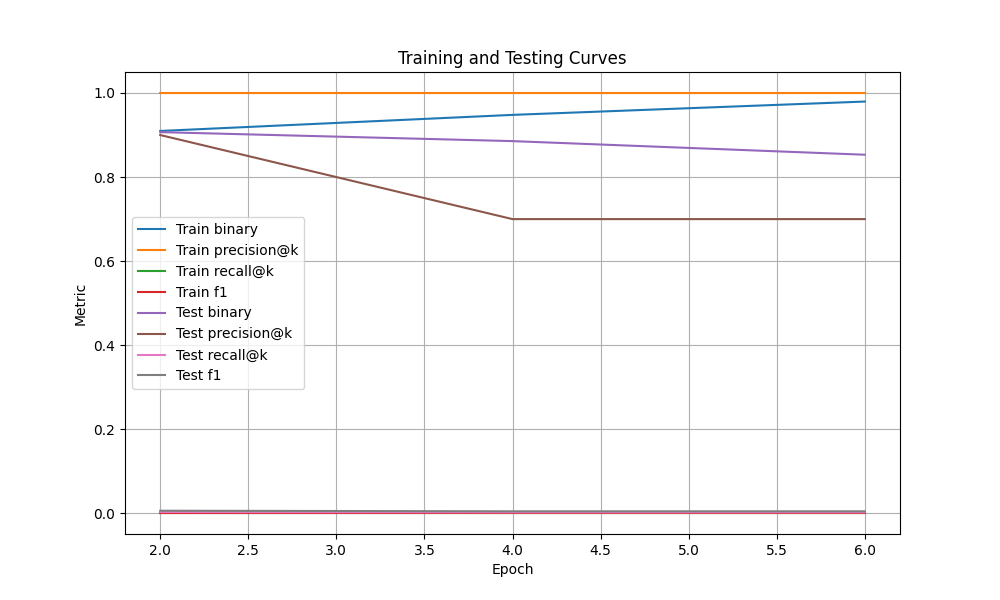 Training and Testing Curves
1.0
0.8
0.6
0.4
0.2
0.0
Metric
Train binary
Train precision@k
Train recall@k
Train f1
Test binary
Test precision@k
Test recall@k
Test f1
2.0 2.5 3.0 3.5 4.0 4.5 5.0 5.5 6.0
Epoch